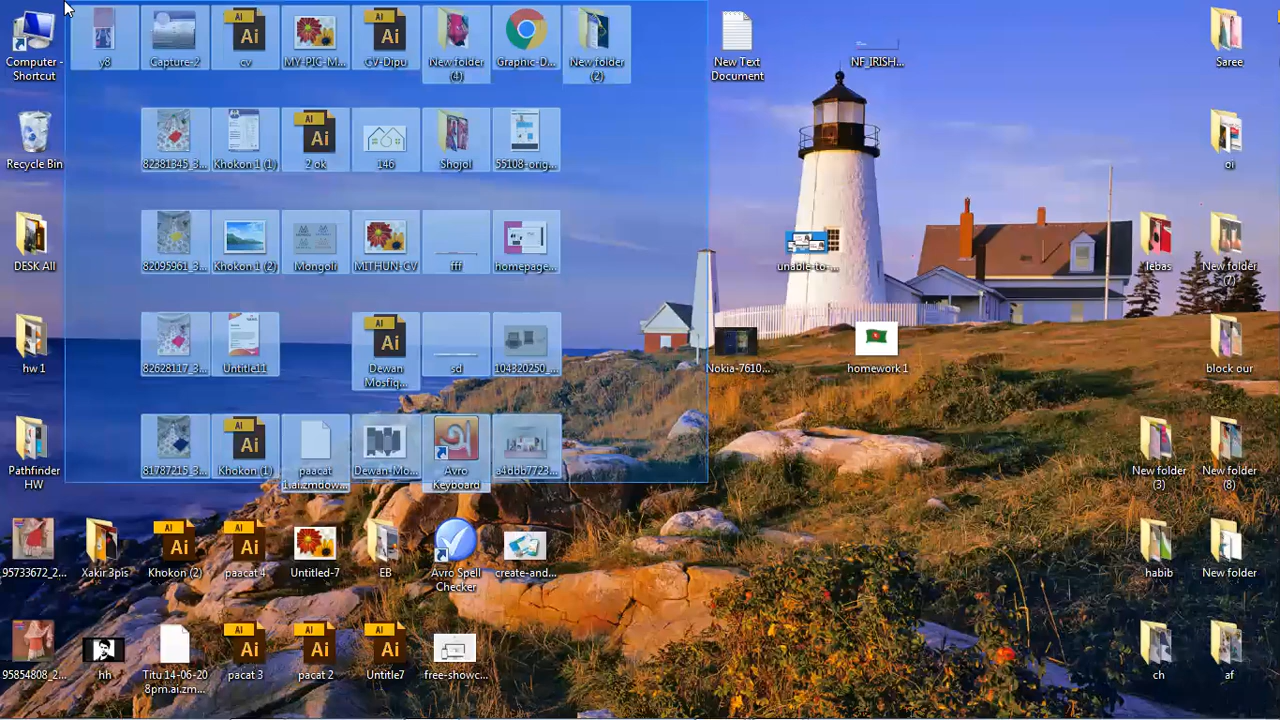 y8
Capture-2
cv
MY-PIC-M...
CV-Dipu
New folder
(4)
Graphic-D...
New folder
(2)
New Text
Document
NF_IRISH...
Saree
Computer -
Shortcut
Recycle Bin
82381345_3...
Khokon 1 (1)
2 ok
146
Shojol
55108-orig...
oi
DESK All
82095961_3...
Khokon 1 (2)
Mongoli
MITHUN-CV
fff
homepage...
unable-to-...
lebas
New folder
(7)
hw 1
82628117_3...
Untitle11
Dewan
Mosfiq...
sd
104320250_...
Nokia-7610...
homework 1
block our
Pathfinder
HW
81787215_3...
Khokon (1)
paacat
1.ai.zmdow...
Dewan-Mo...
Avro
Keyboard
a4dbb7723...
New folder
(3)
New folder
(8)
95733672_2...
Xakir 3pis
Khokon (2)
paacat 4
Untitled-7
EB
Avro Spell
Checker
create-and...
habib
New folder
95854808_2...
hh
Titu 14-06-20
8pm.ai.zm...
pacat 3
pacat 2
Untitle7
free-showc...
ch
af